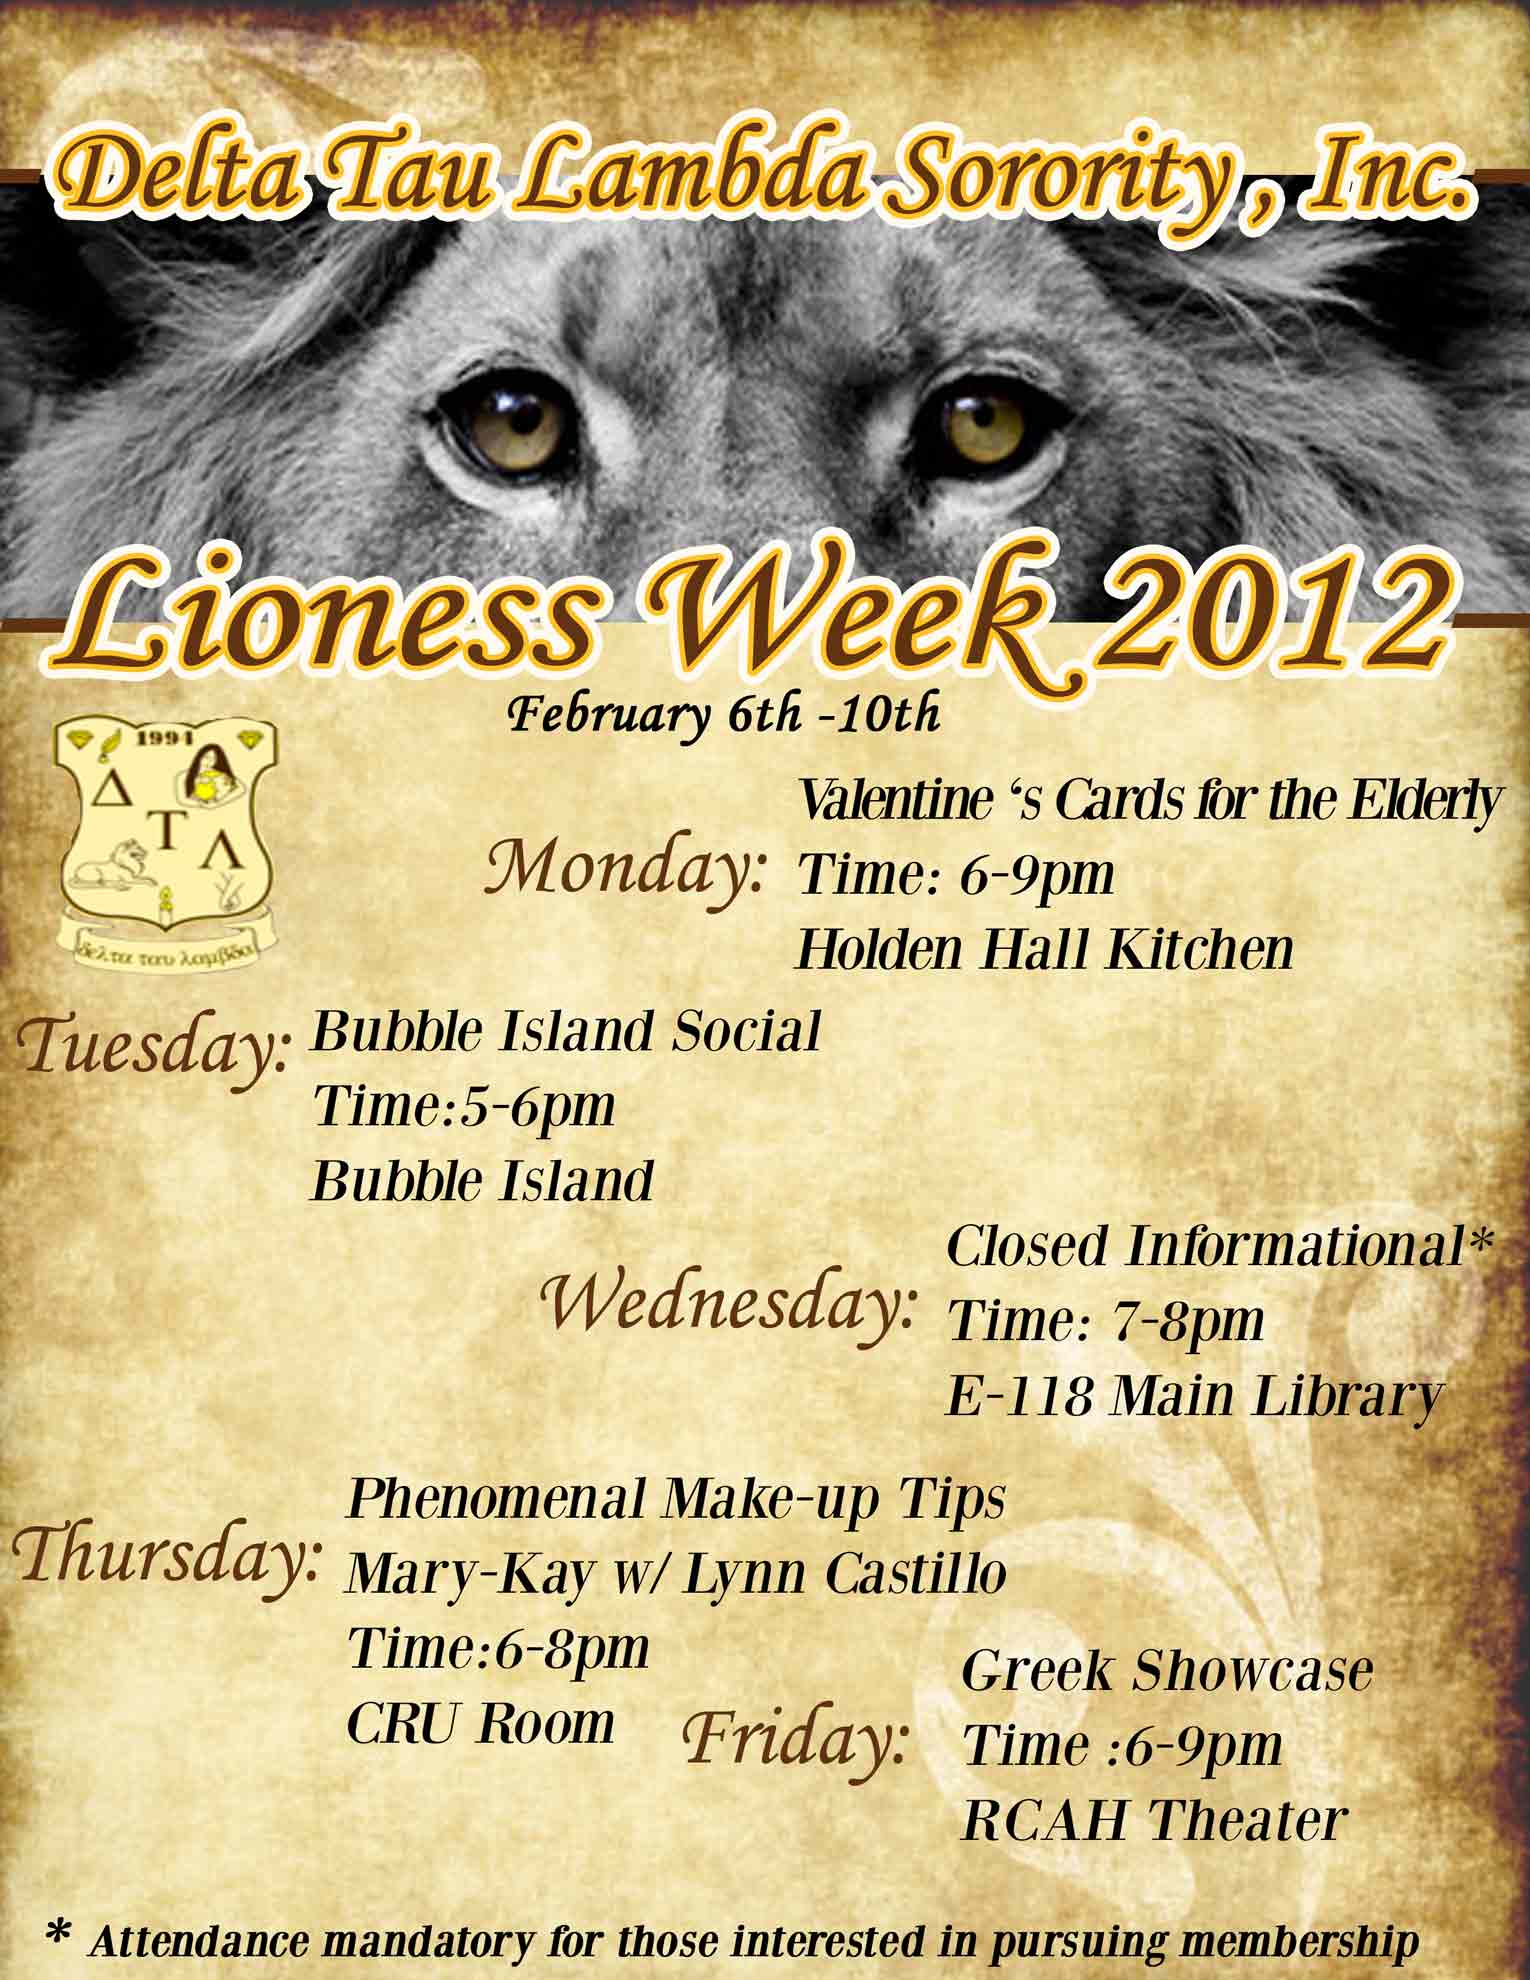 Delta Tau Lambda Sorority, Inc.
Lioness Week 2012
February 6th -10th
1994
Δ
Τ
Λ
δελτα ταυ λαμβδα
Monday:
Valentine ‘s Cards for the Elderly
Time: 6-9pm
Holden Hall Kitchen
Tuesday:
Bubble Island Social
Time:5-6pm
Bubble Island
Wednesday:
Closed Informational*
Time: 7-8pm
E-118 Main Library
Thursday:
Phenomenal Make-up Tips
Mary-Kay w/ Lynn Castillo
Time:6-8pm
CRU Room
Friday:
Greek Showcase
Time :6-9pm
RCAH Theater
* Attendance mandatory for those interested in pursuing membership